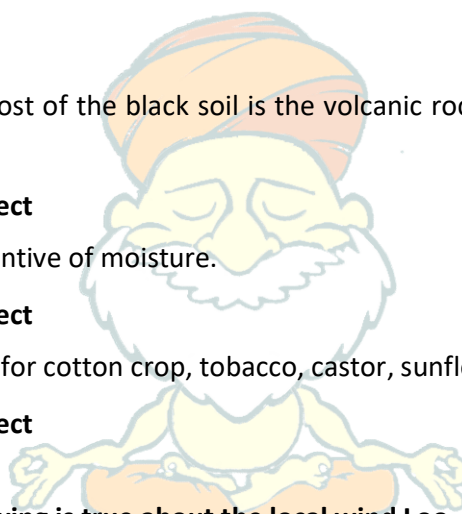 ost of the black soil is the volcanic roc
ect
ntive of moisture.
ect
for cotton crop, tobacco, castor, sunfl
ect
wing is true about the local wind Loo